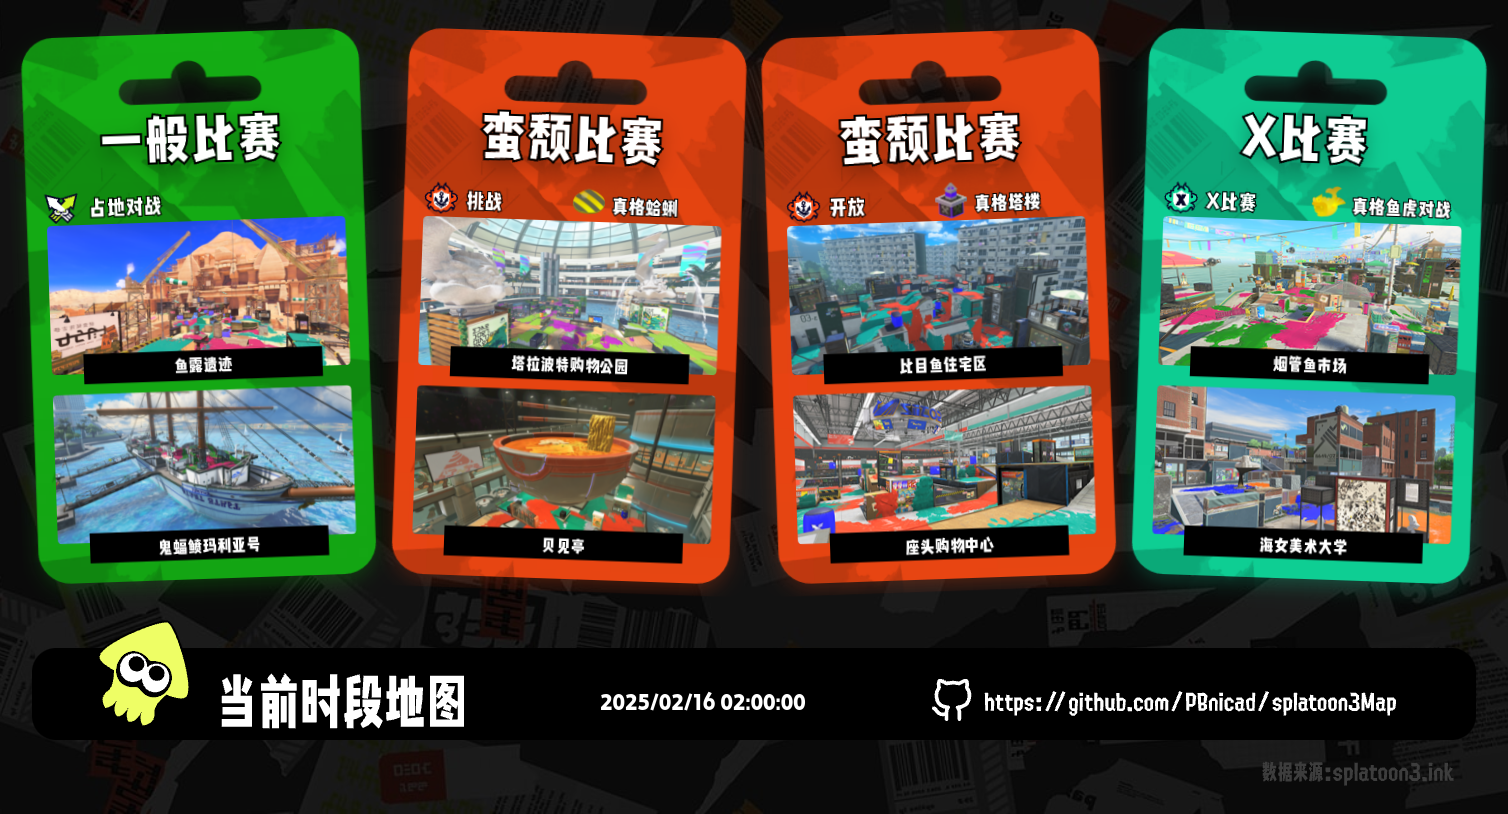 一般比赛
占地对战
鱼露遗迹
鬼蝠鲼玛利亚号
蛮颓比赛
挑战
真格蛤蜊
塔拉波特购物公园
贝见亭
蛮颓比赛
开放
真格塔楼
比目鱼住宅区
座头购物中心
X比赛
X比赛
真格鱼虎对战
烟管鱼市场
海女美术大学
当前时段地图
2025/02/16 02:00:00
https://github.com/PBnicad/splatoon3Map
数据来源:splatoon3.ink